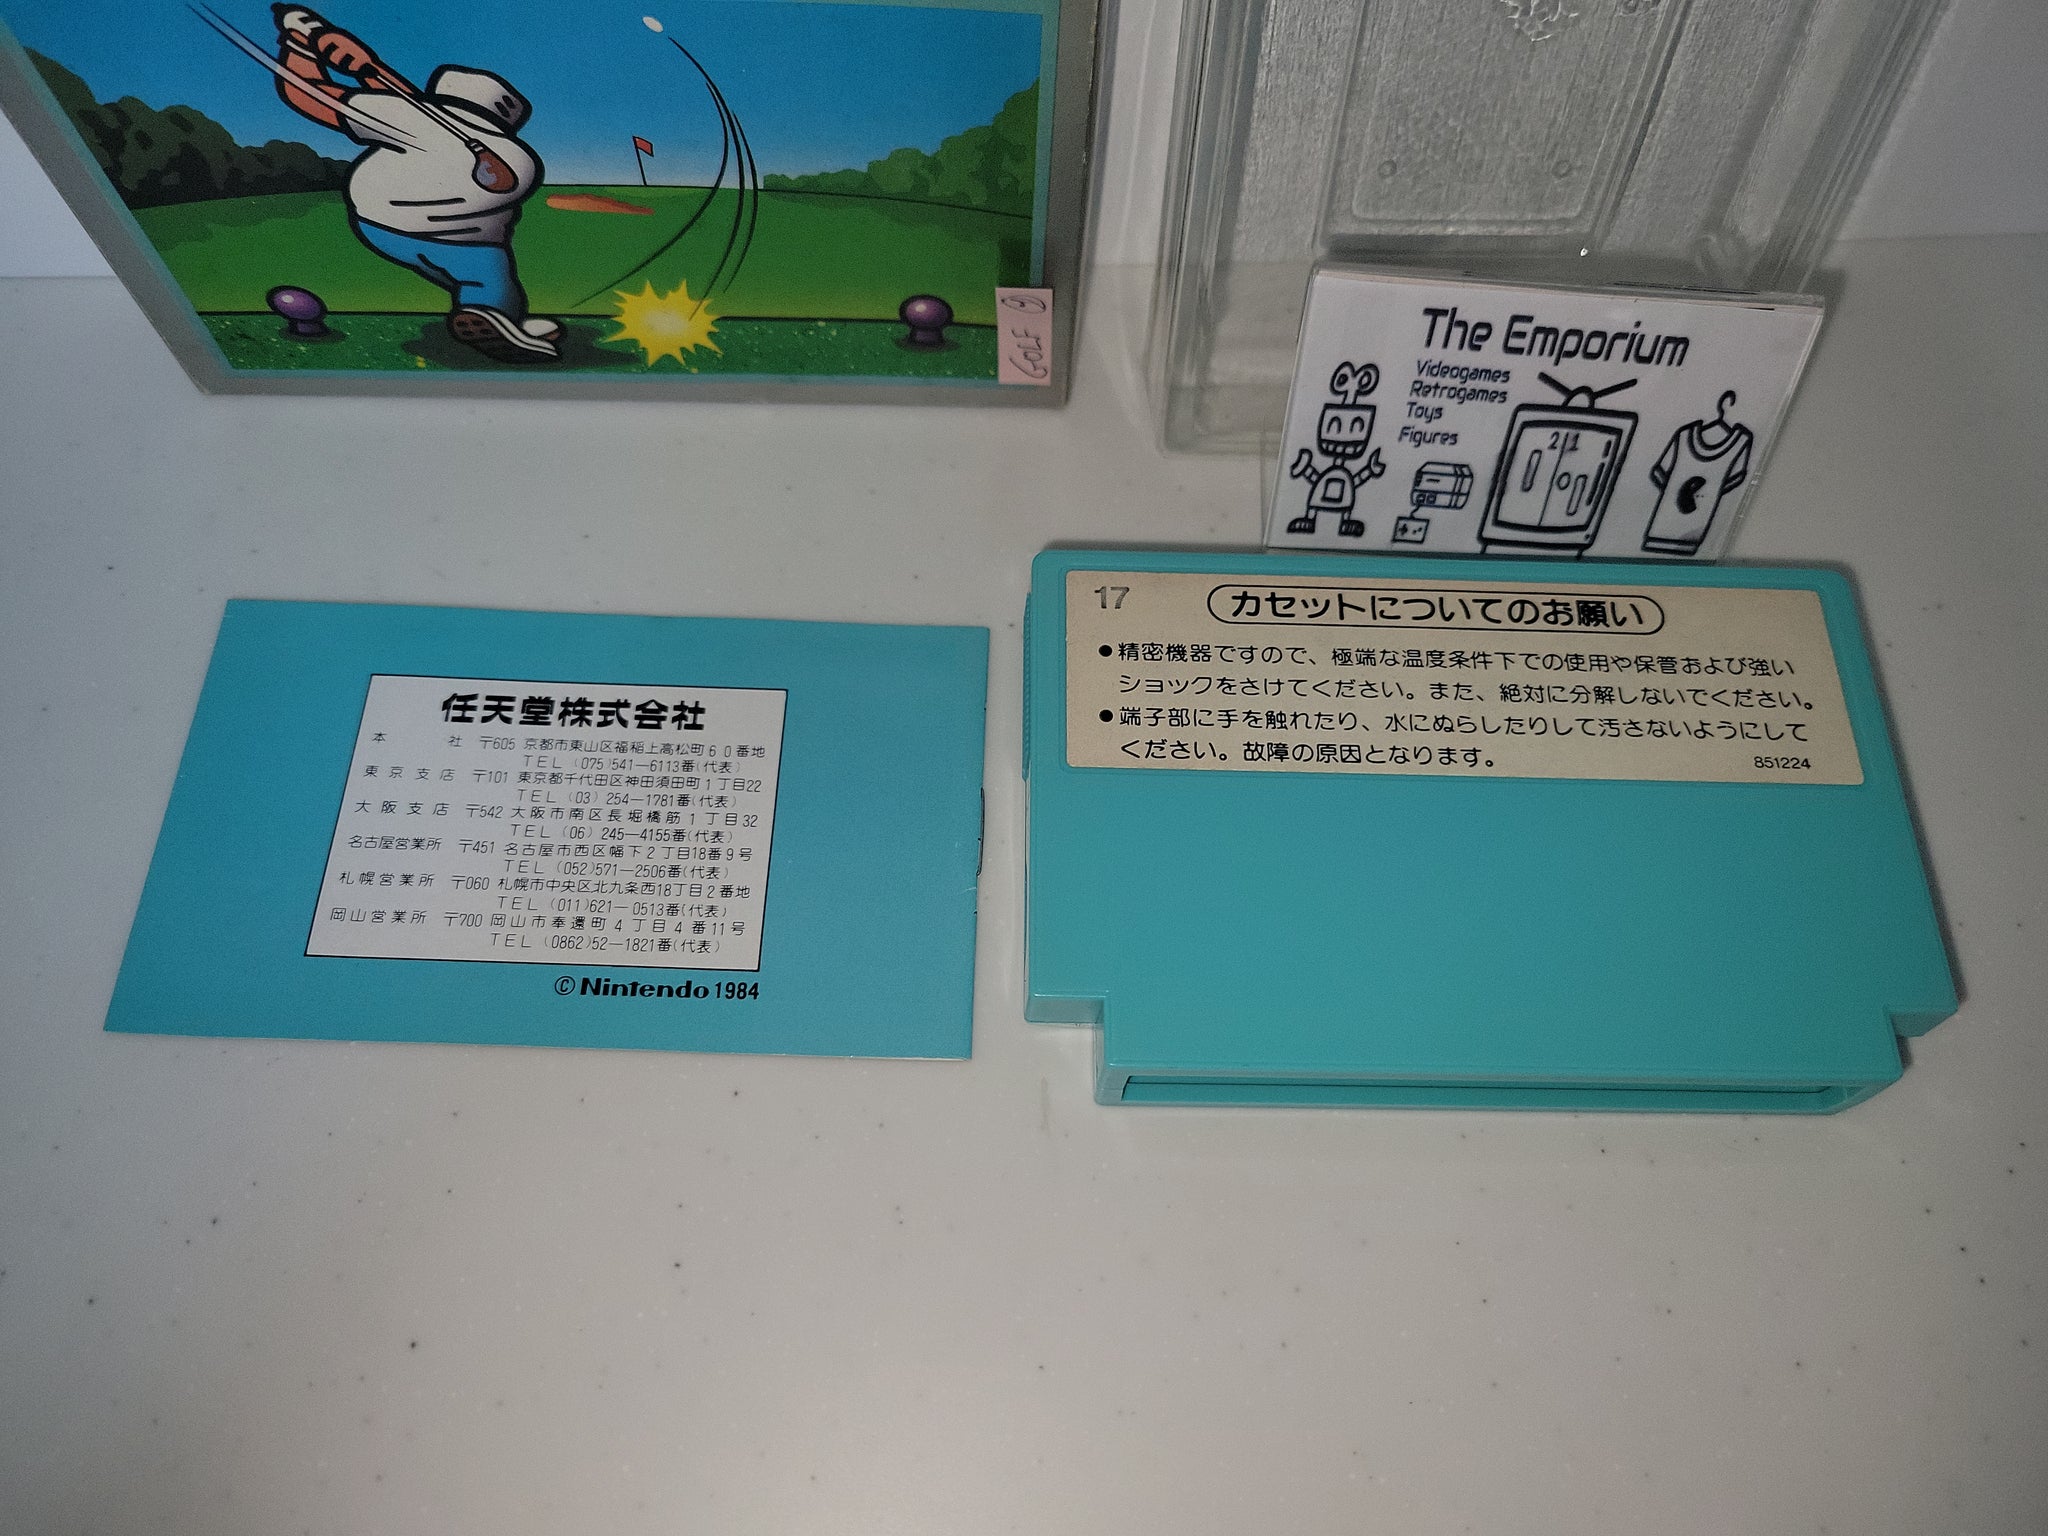 GOLF
The Emporium
Videogames
Retrogames
Toys
Figures
2 1
任天堂株式会社
本社 〒605 京都市東山区福稲上高松町60番地
TEL (075)541-6113番(代表)
東京支店 〒101 東京都千代田区神田須田町1丁目22
TEL (03) 254-1781番(代表)
大阪支店 〒542 大阪市南区長堀橋筋1丁目32
TEL (06) 245-4155番(代表)
名古屋営業所 〒451 名古屋市西区幅下2丁目18番9号
TEL (052)571-2506番(代表)
札幌営業所 〒060 札幌市中央区北九条西18丁目2番地
TEL (011)621-0513番(代表)
岡山営業所 〒700 岡山市奉還町4丁目4番11号
TEL (0862)52-1821番(代表)
©Nintendo 1984
17
カセットについてのお願い
●精密機器ですので、極端な温度条件下での使用や保管および強い
ショックをさけてください。また、絶対に分解しないでください。
●端子部に手を触れたり、水にぬらしたりして汚さないようにして
ください。故障の原因となります。
851224